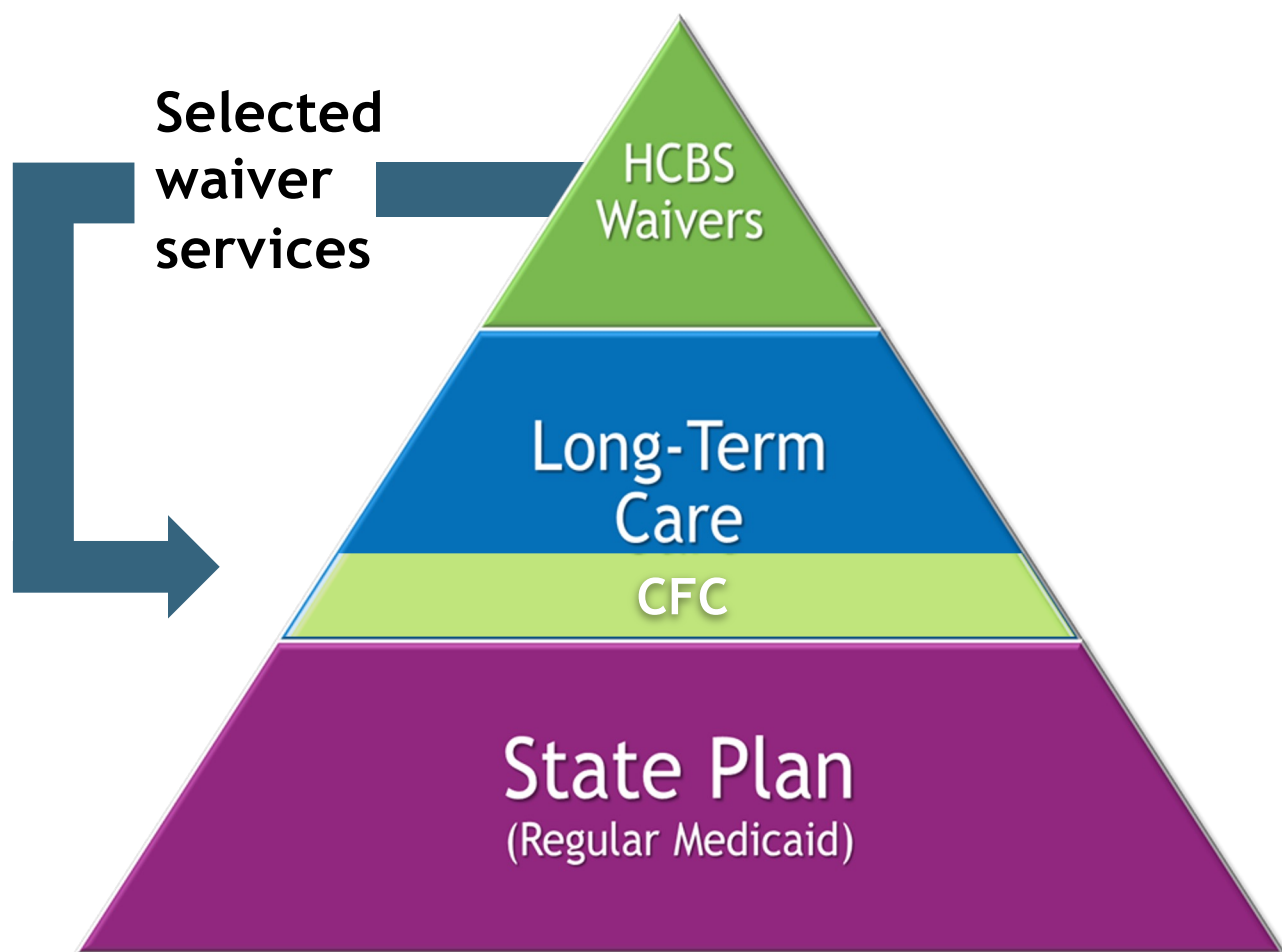 Selected
waiver
services
HCBS
Waivers
Long-Term
Care
CFC
State Plan
(Regular Medicaid)